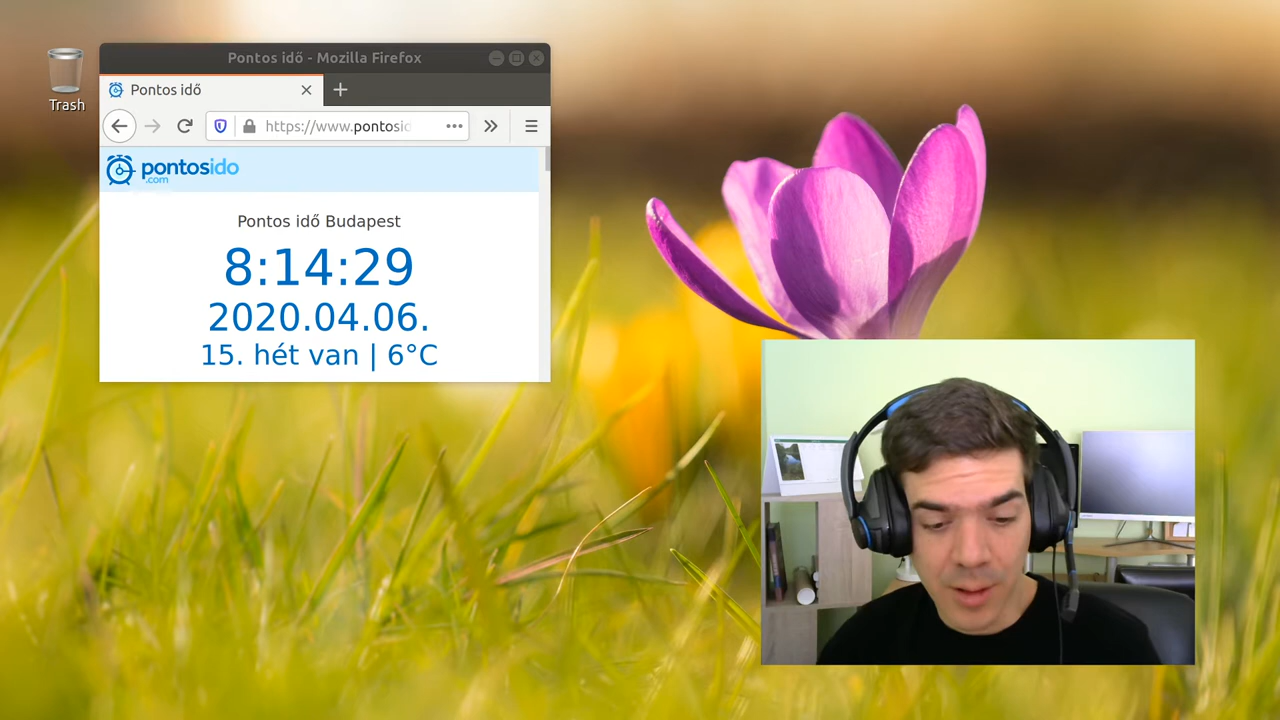 Trash
Pontos idő - Mozilla Firefox
Pontos idő
https://www.pontosid
pontosido
.com
Pontos idő Budapest
8:14:29
2020.04.06.
15. hét van | 6°C